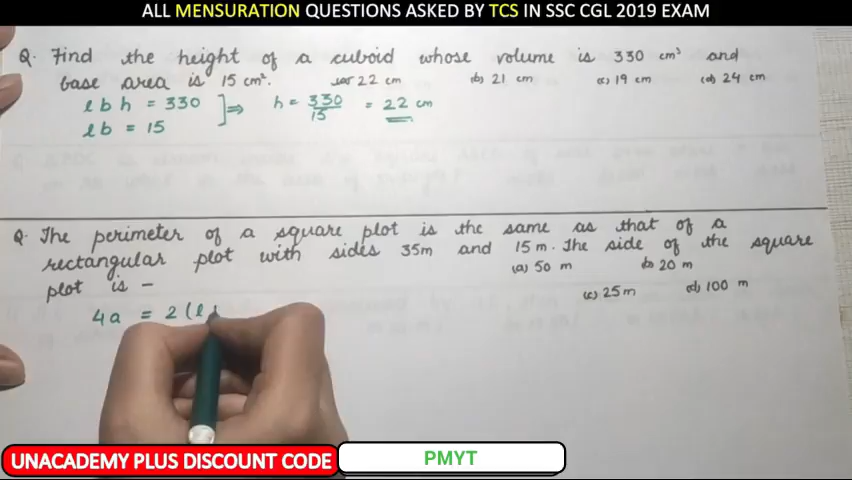 ALL MENSURATION QUESTIONS ASKED BY TCS IN SSC CGL 2019 EXAM
Q. Find the height of a cuboid whose volume is 330 cm³ and
base area is 15 cm². (a) 22 cm (b) 21 cm (c) 19 cm (d) 24 cm
l b h = 330 ] ⇒ h = 330/15 = 22 cm
l b = 15
Q. The perimeter of a square plot is the same as that of a
rectangular plot with sides 35m and 15 m. The side of the square
plot is - (a) 50 m (b) 20 m
(c) 25m (d) 100 m
4a = 2 (l
UNACADEMY PLUS DISCOUNT CODE PMYT